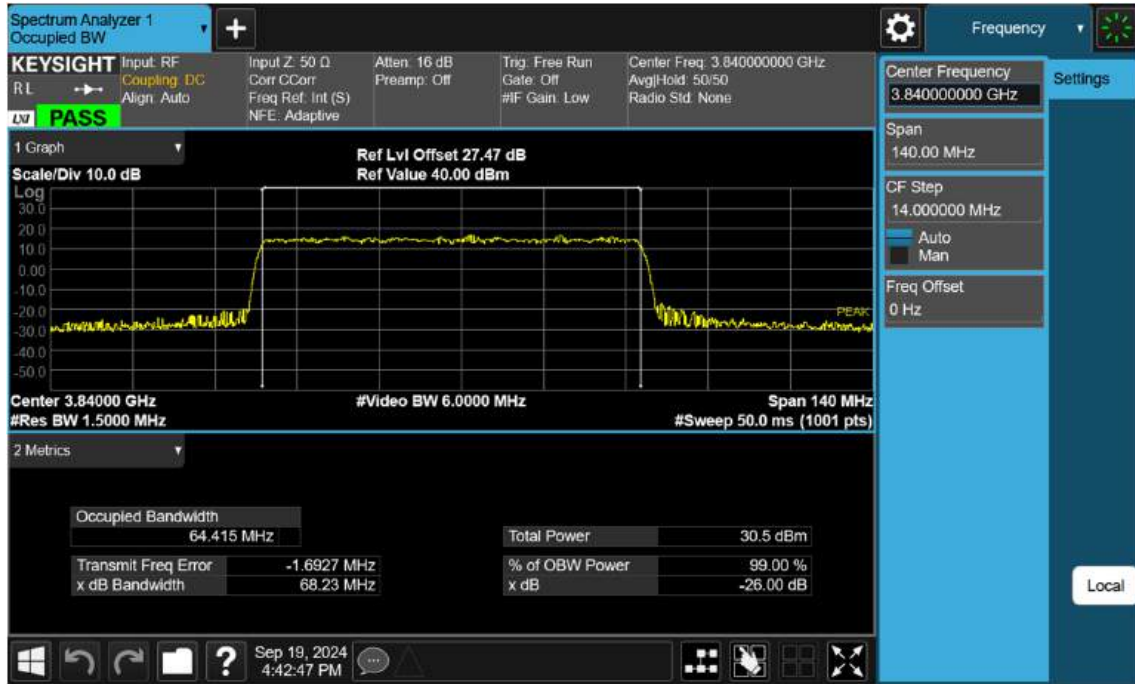 Spectrum Analyzer 1
Occupied BW
Frequency
KEYSIGHT
RL
LXI PASS
Input: RF
Coupling: DC
Align: Auto
Input Z: 50 Ω
Corr CCorr
Freq Ref: Int (S)
NFE: Adaptive
Atten: 16 dB
Preamp: Off
Trig: Free Run
Gate: Off
#IF Gain: Low
Center Freq: 3.840000000 GHz
Avg|Hold: 50/50
Radio Std: None
Center Frequency
3.840000000 GHz
Settings
Span
140.00 MHz
CF Step
14.000000 MHz
Auto
Man
Freq Offset
0 Hz
Local
1 Graph
Scale/Div 10.0 dB
Ref Lvl Offset 27.47 dB
Ref Value 40.00 dBm
Log
30.0
20.0
10.0
0.00
-10.0
-20.0
-30.0
-40.0
-50.0
PEAK
Center 3.84000 GHz
#Video BW 6.0000 MHz
Span 140 MHz
#Res BW 1.5000 MHz
#Sweep 50.0 ms (1001 pts)
2 Metrics
Occupied Bandwidth
64.415 MHz
Total Power 30.5 dBm
Transmit Freq Error -1.6927 MHz
% of OBW Power 99.00 %
x dB Bandwidth 68.23 MHz
x dB -26.00 dB
?
Sep 19, 2024
4:42:47 PM